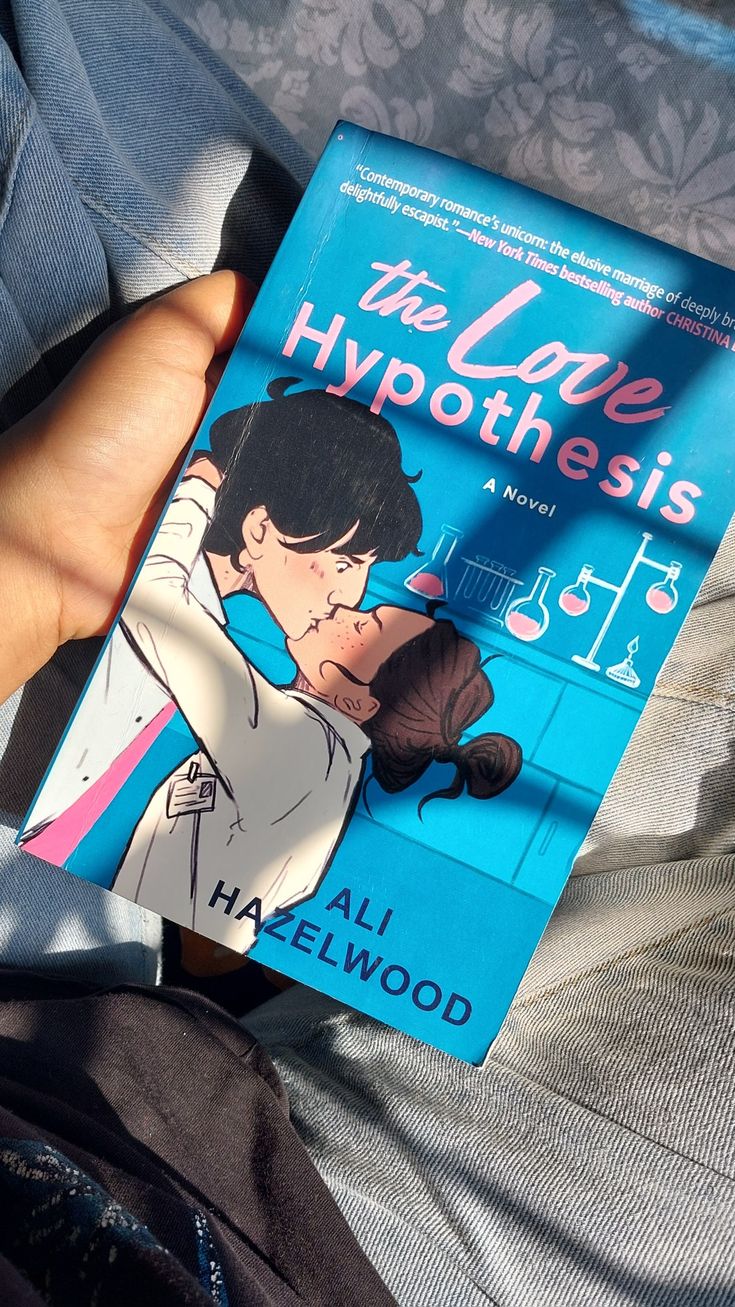 "Contemporary romance's unicorn: the elusive marriage of deeply
delightfully escapist."—New York Times bestselling author CHRISTINA
the Love
Hypothesis
A Novel
ALI
HAZELWOOD